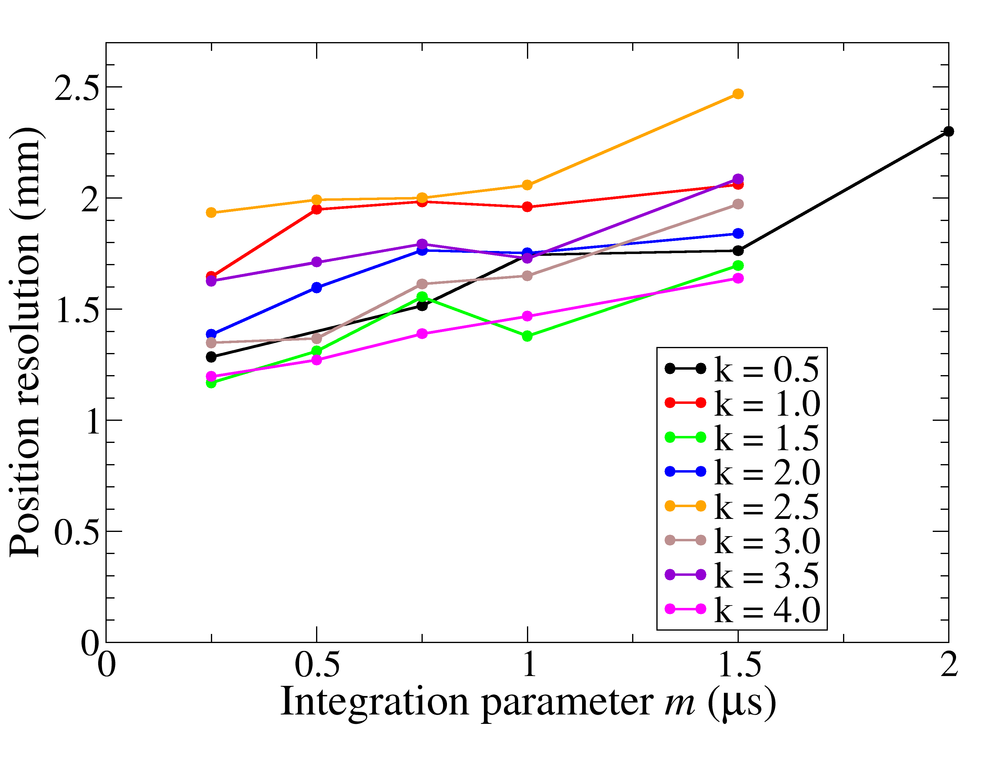 Position resolution (mm)
2.5
2
1.5
1
0.5
0
0 0.5 1 1.5 2
Integration parameter m (μs)
k = 0.5
k = 1.0
k = 1.5
k = 2.0
k = 2.5
k = 3.0
k = 3.5
k = 4.0